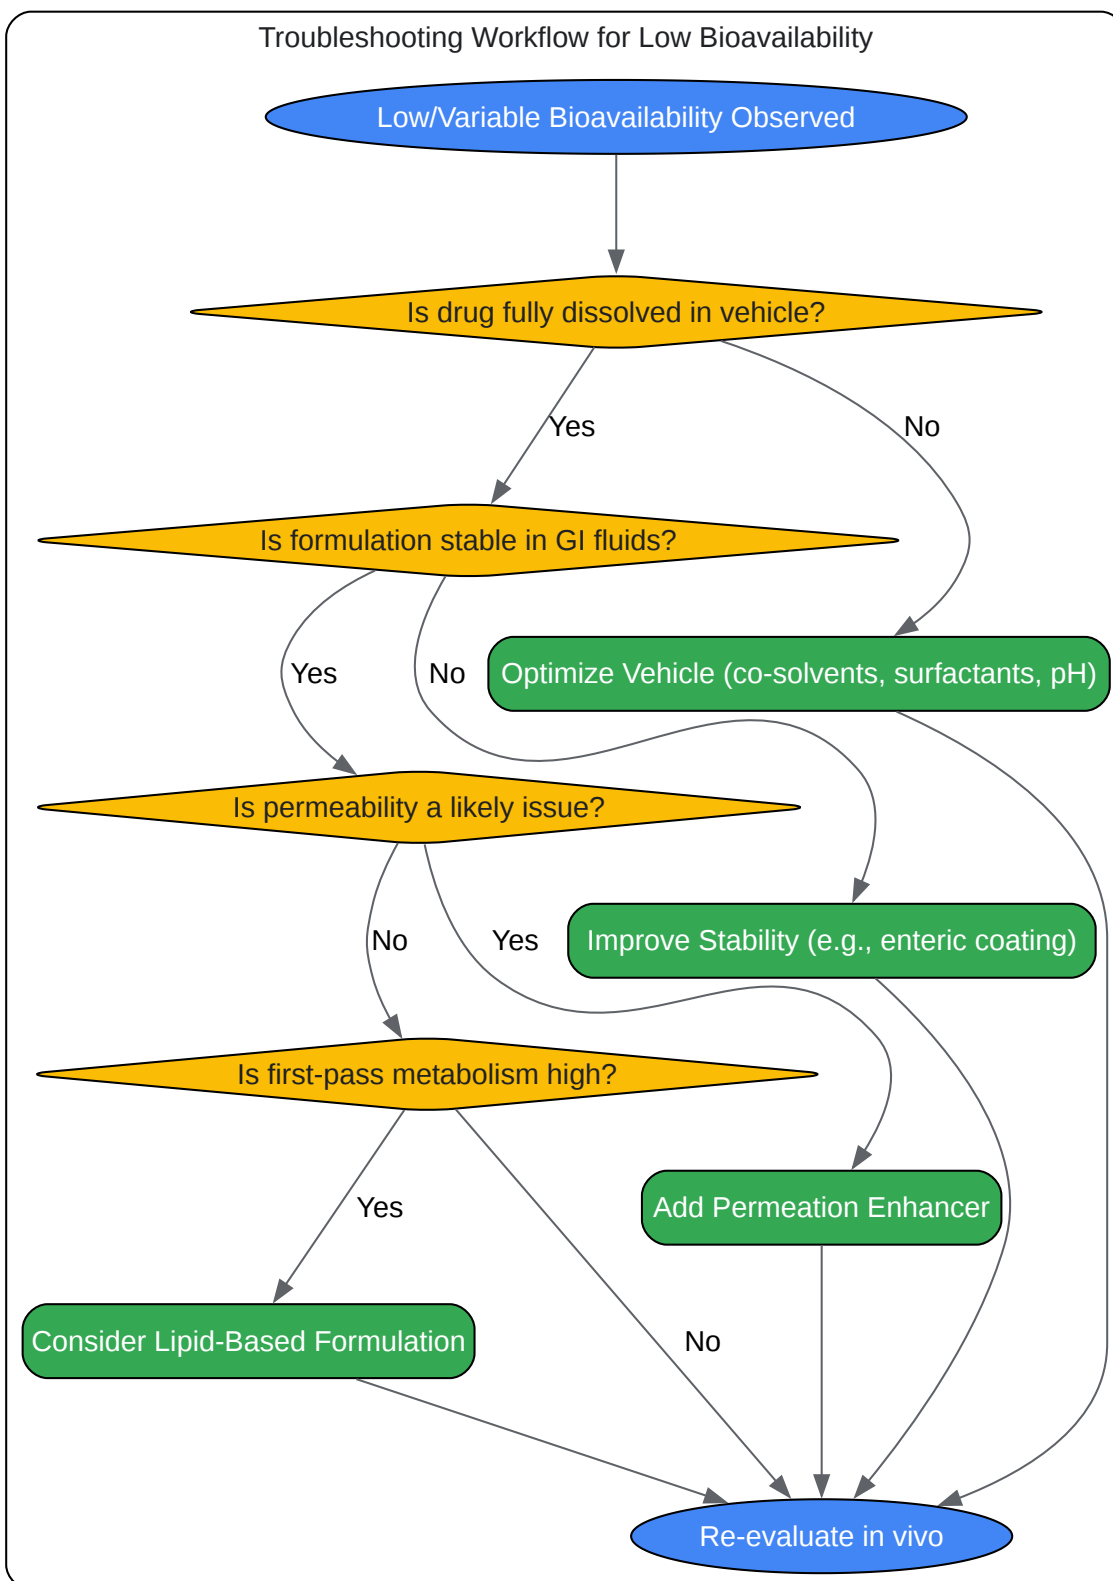 Troubleshooting Workflow for Low Bioavailability
Low/Variable Bioavailability Observed
Is drug fully dissolved in vehicle?
Yes
No
Is formulation stable in GI fluids?
Yes
No
Optimize Vehicle (co-solvents, surfactants, pH)
Is permeability a likely issue?
No
Yes
Improve Stability (e.g., enteric coating)
Is first-pass metabolism high?
Yes
Add Permeation Enhancer
Consider Lipid-Based Formulation
No
Re-evaluate in vivo